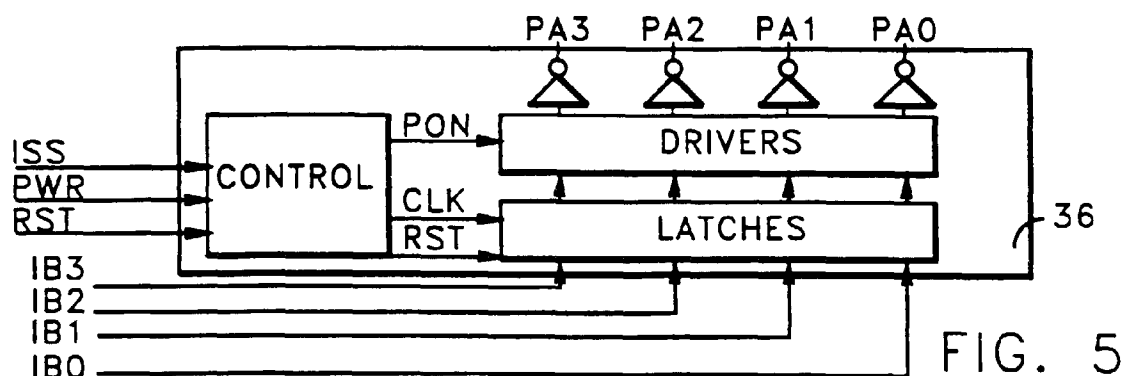 PA3 PA2 PA1 PA0
PON DRIVERS
ISS
PWR CONTROL
RST
CLK LATCHES
RST
36
IB3
IB2
IB1
IB0
FIG. 5